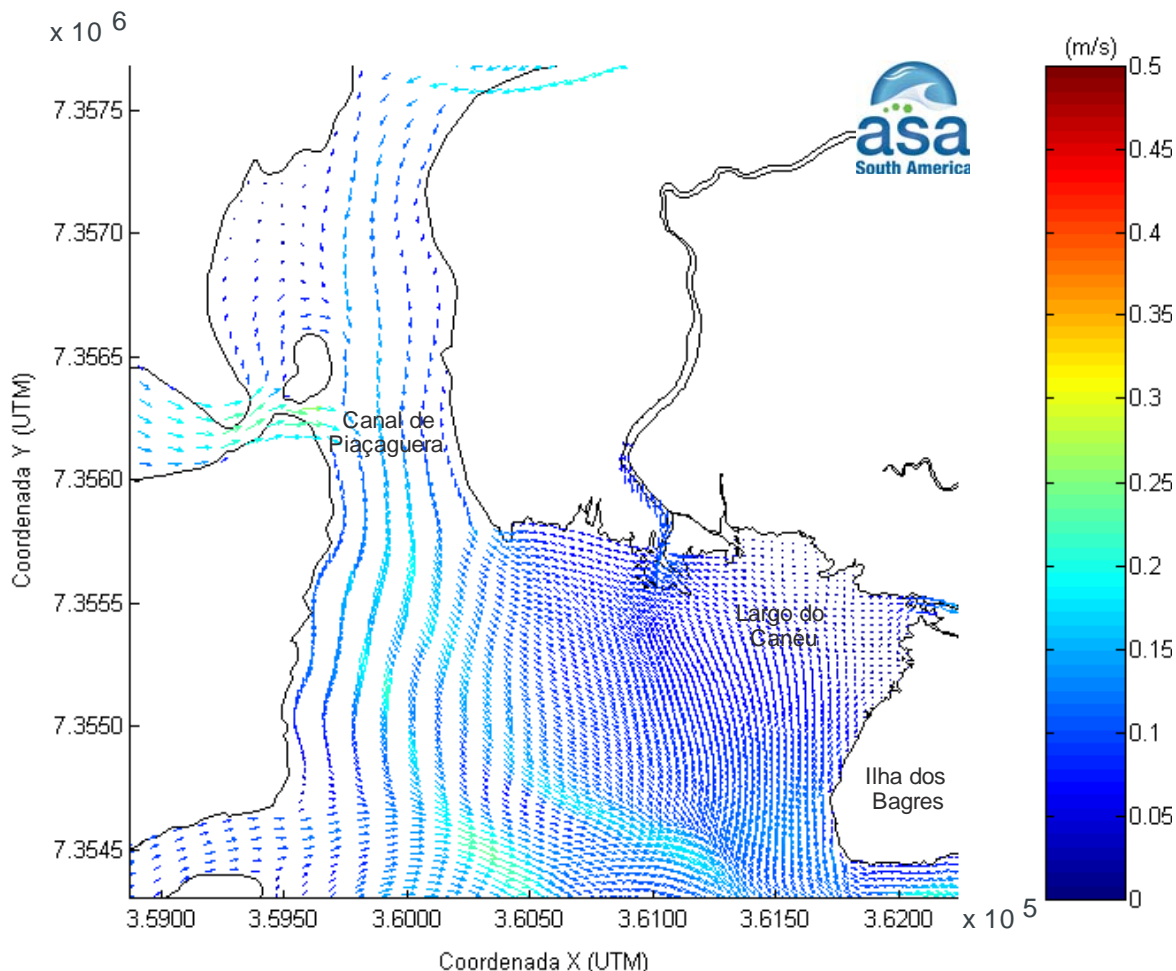 x 10 6
(m/s)
asa
South America
7.3575
7.3570
7.3565
7.3560
7.3555
7.3550
7.3545
Coordenada Y (UTM)
Canal de
Piaçaguera
Largo do
Caneu
Ilha dos
Bagres
0.5
0.45
0.4
0.35
0.3
0.25
0.2
0.15
0.1
0.05
0
3.5900
3.5950
3.6000
3.6050
3.6100
3.6150
3.6200
x 10 5
Coordenada X (UTM)